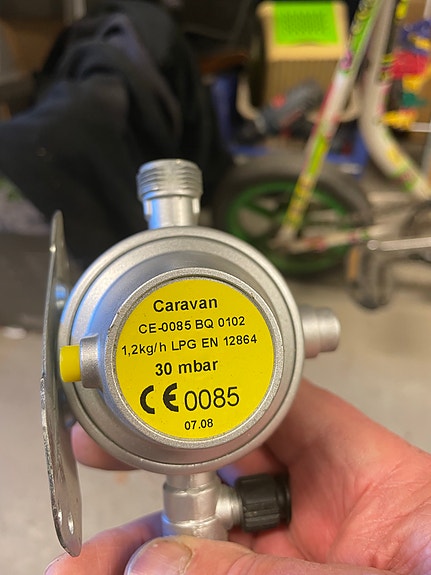 Caravan
CE-0085 BQ 0102
1,2kg/h LPG EN 12864
30 mbar
CE 0085
07.08